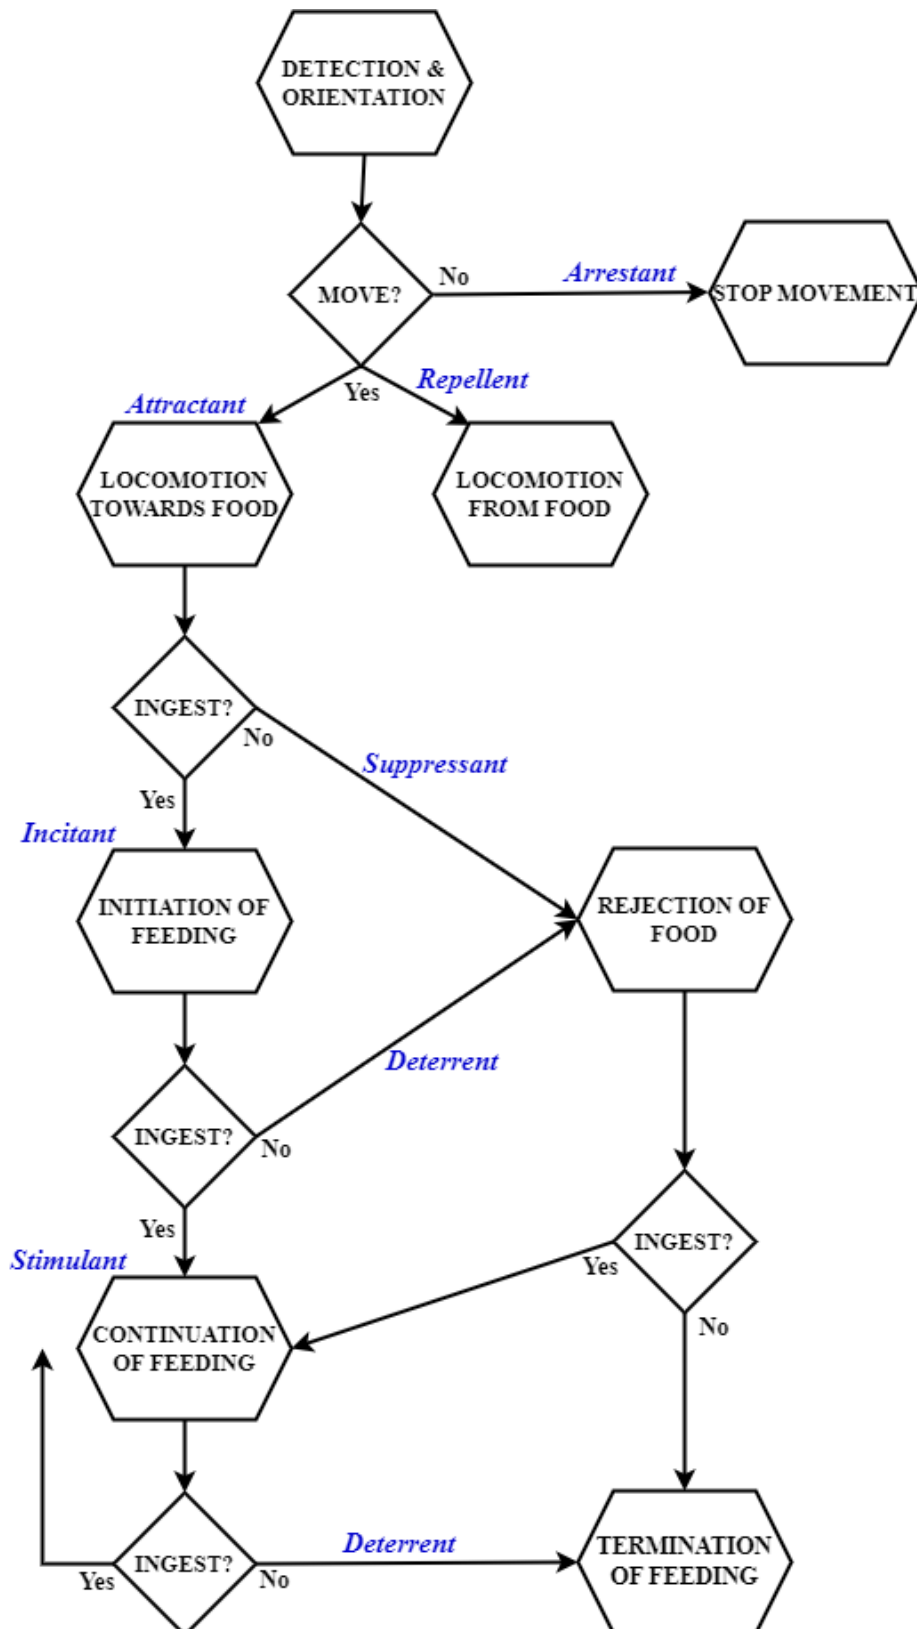 DETECTION &
ORIENTATION
MOVE?
No
Arrestant
STOP MOVEMENT
Yes
Repellent
Attractant
LOCOMOTION
TOWARDS FOOD
LOCOMOTION
FROM FOOD
INGEST?
No
Suppressant
Yes
Incitant
INITIATION OF
FEEDING
REJECTION OF
FOOD
Deterrent
INGEST?
No
Yes
Stimulant
INGEST?
Yes
No
CONTINUATION
OF FEEDING
INGEST?
Yes
No
Deterrent
TERMINATION
OF FEEDING